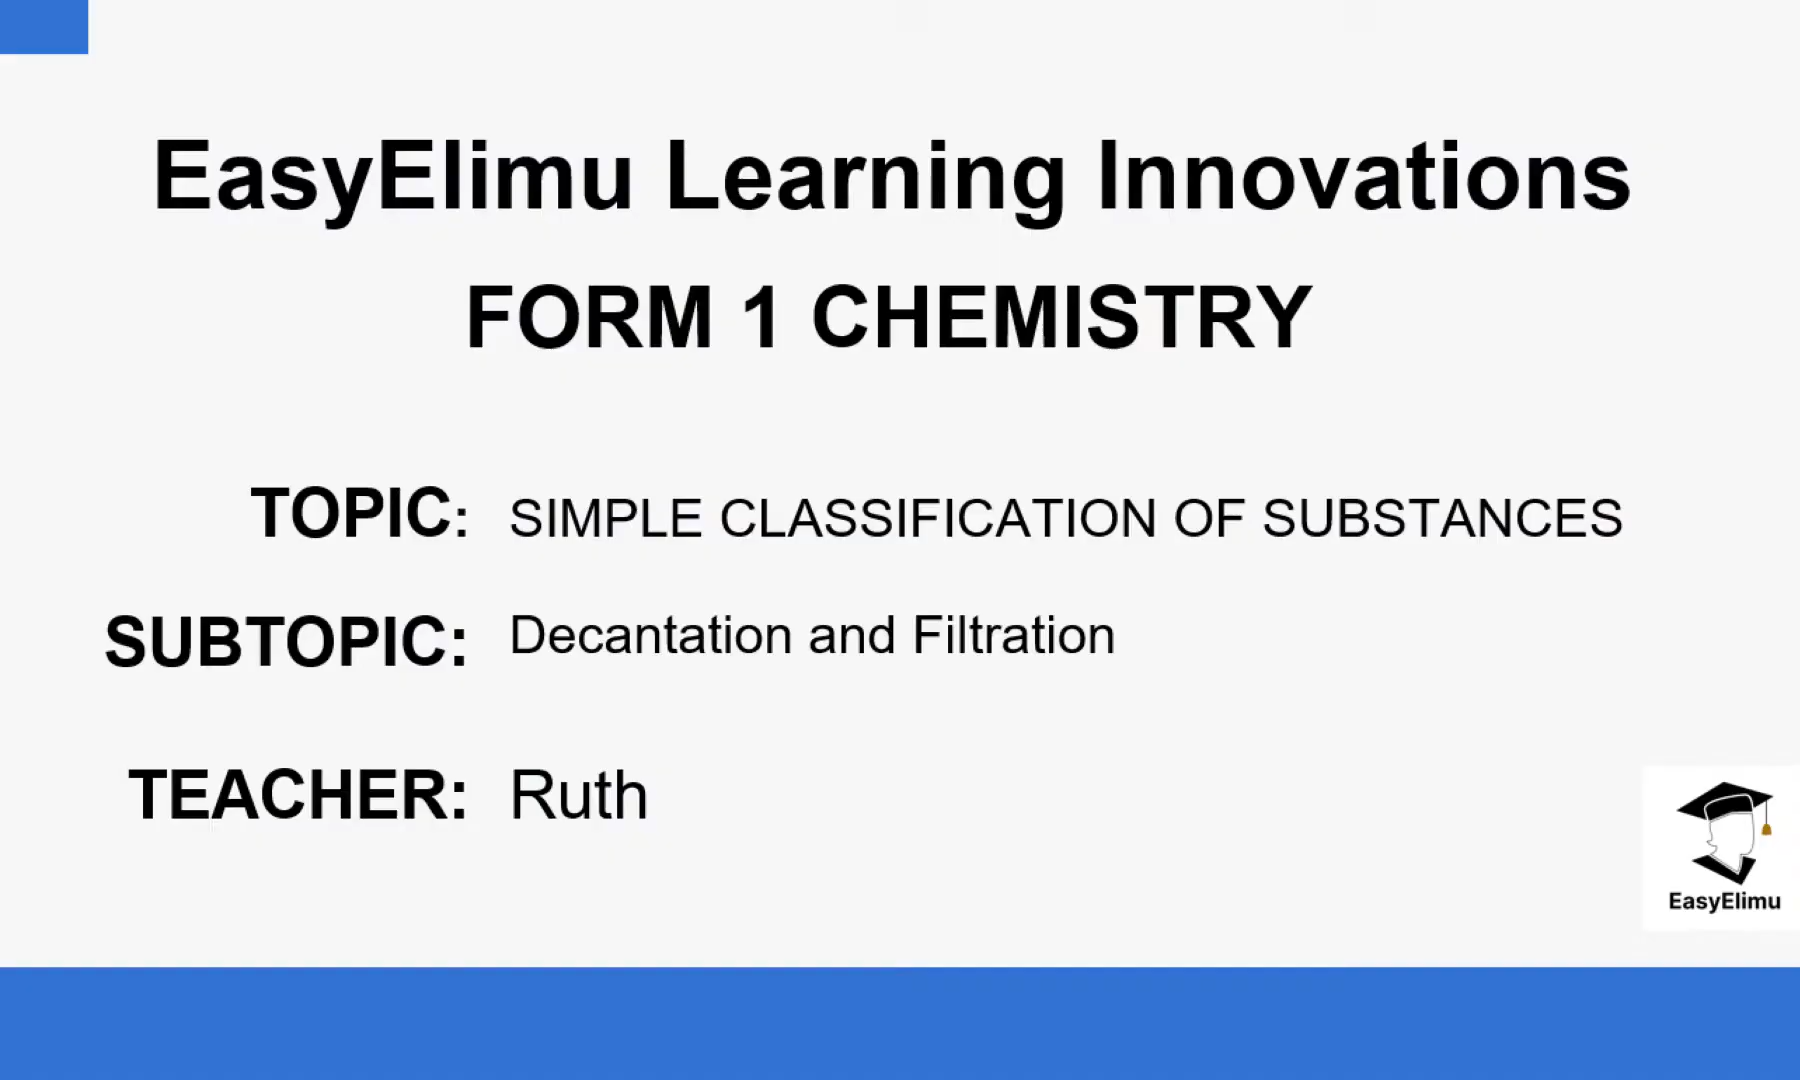 EasyElimu Learning Innovations
FORM 1 CHEMISTRY
TOPIC: SIMPLE CLASSIFICATION OF SUBSTANCES
SUBTOPIC: Decantation and Filtration
TEACHER: Ruth
EasyElimu